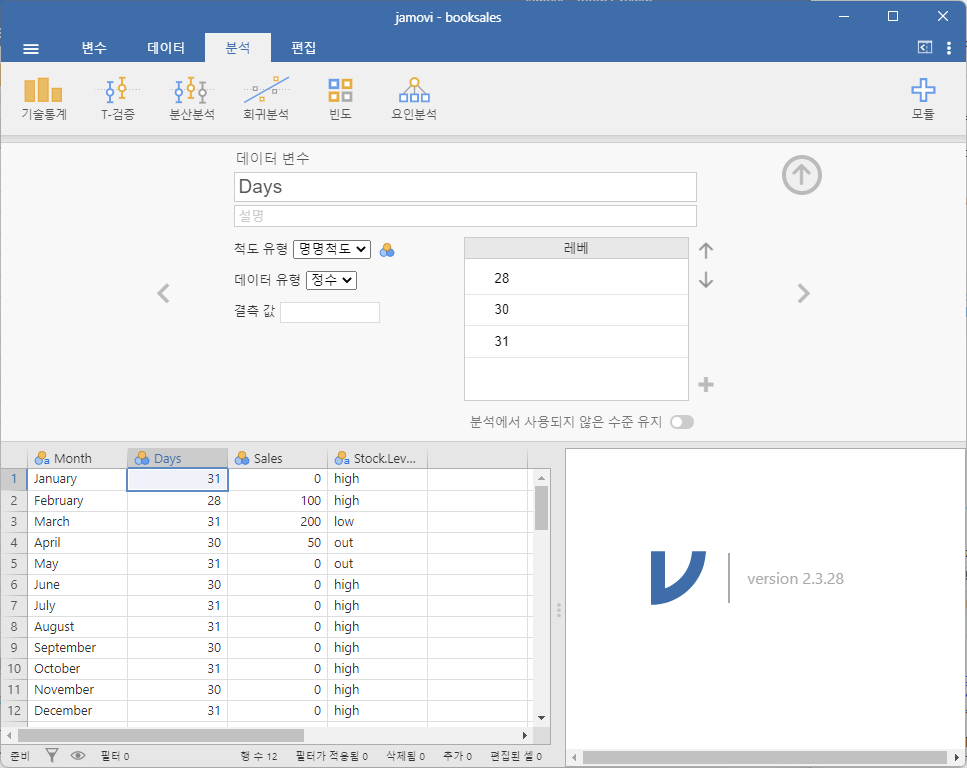 jamovi - booksales
변수 데이터 분석 편집
기술통계 T-검증 분산분석 회귀분석 빈도 요인분석 모듈
데이터 변수
Days
설명
척도 유형 명명척도
데이터 유형 정수
결측 값
레베
28
30
31
분석에서 사용되지 않은 수준 유지
Month Days Sales Stock.Lev...
1 January 31 0 high
2 February 28 100 high
3 March 31 200 low
4 April 30 50 out
5 May 31 0 out
6 June 30 0 high
7 July 31 0 high
8 August 31 0 high
9 September 30 0 high
10 October 31 0 high
11 November 30 0 high
12 December 31 0 high
version 2.3.28
준비 필터 0 행 수 12 필터가 적용됨 0 삭제됨 0 추가 0 편집된 셀 0